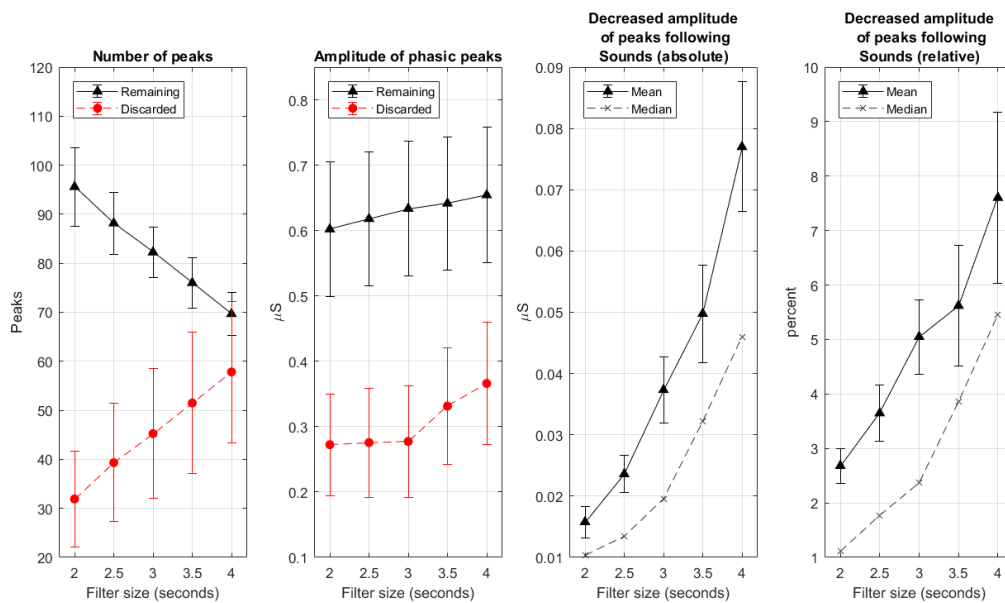 Number of peaks
120
110
100
90
80
70
60
50
40
30
20
Peaks
Remaining
Discarded
2
2.5
3
3.5
4
Filter size (seconds)
Amplitude of phasic peaks
0.8
0.7
0.6
0.5
0.4
0.3
0.2
0.1
μS
Remaining
Discarded
2
2.5
3
3.5
4
Filter size (seconds)
Decreased amplitude
of peaks following
Sounds (absolute)
0.09
0.08
0.07
0.06
0.05
0.04
0.03
0.02
0.01
μS
Mean
Median
2
2.5
3
3.5
4
Filter size (seconds)
Decreased amplitude
of peaks following
Sounds (relative)
10
9
8
7
6
5
4
3
2
1
percent
Mean
Median
2
2.5
3
3.5
4
Filter size (seconds)